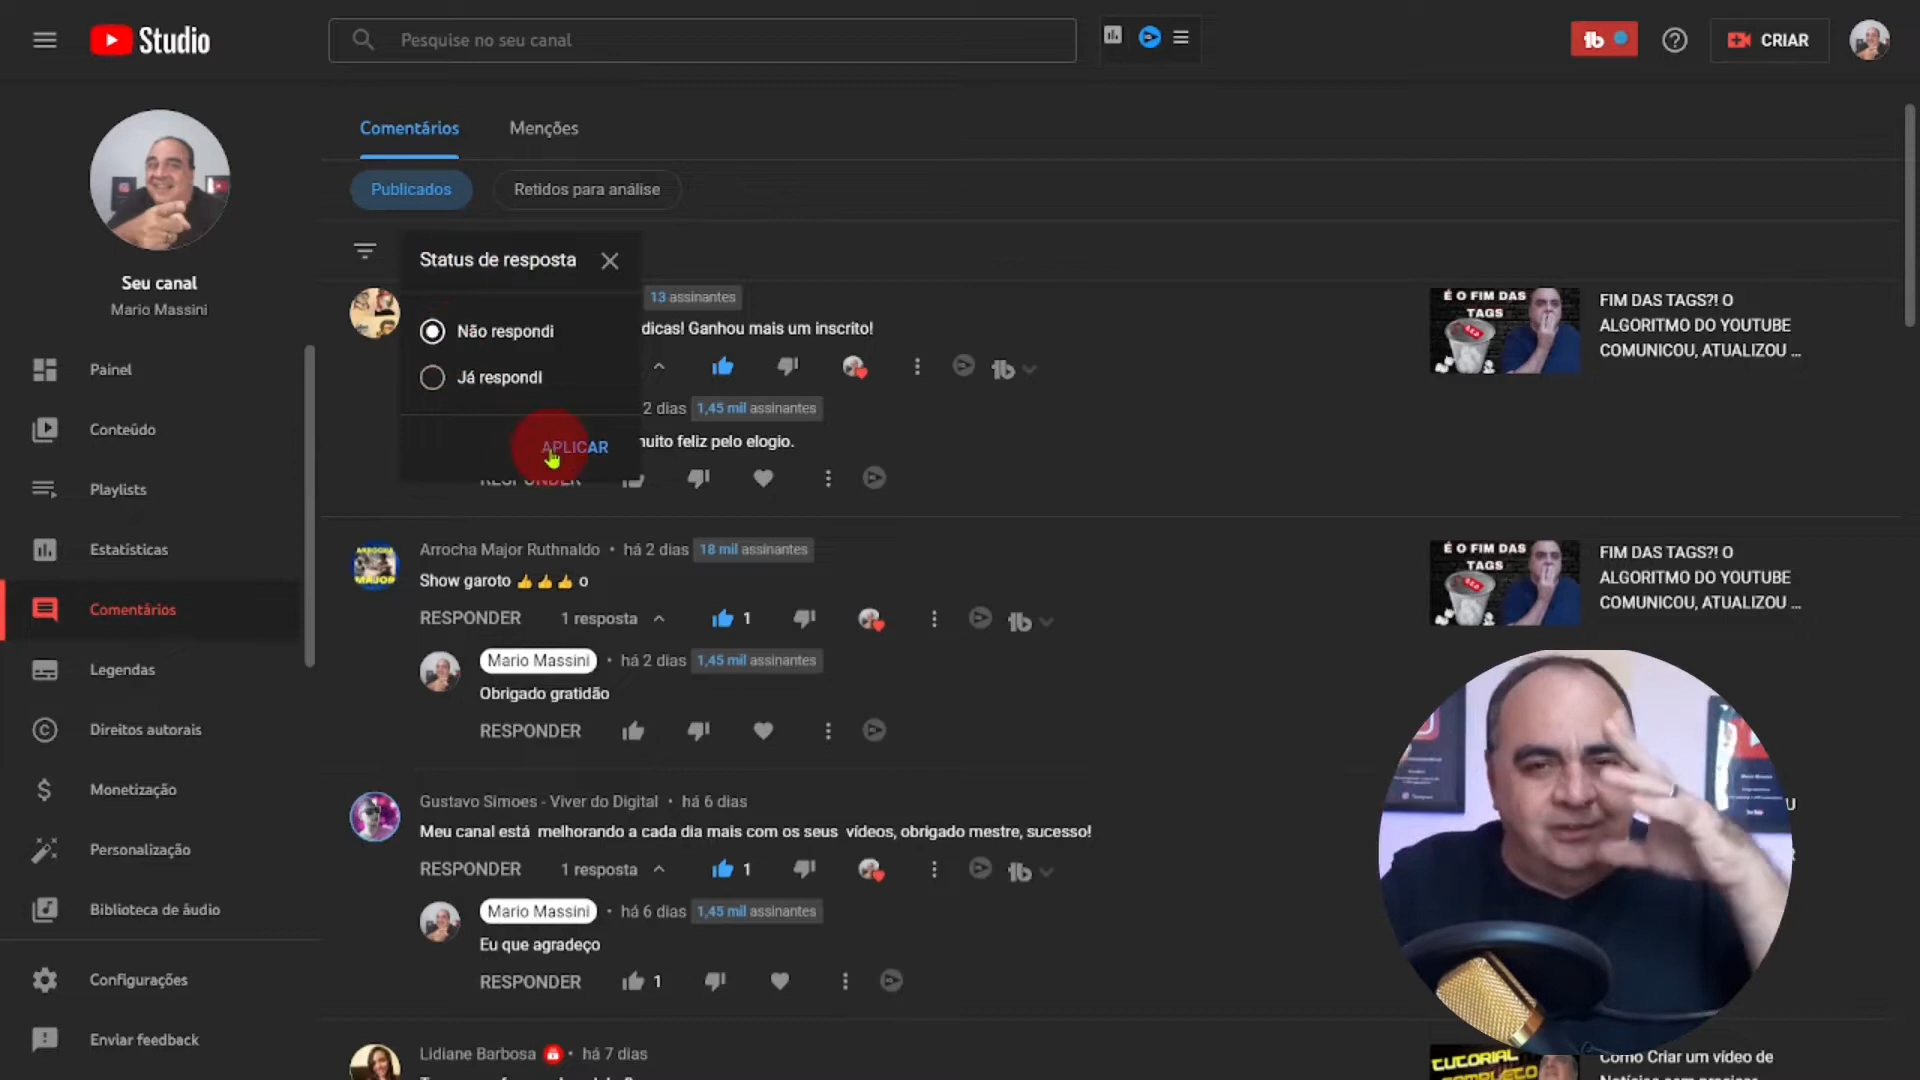 Studio
Pesquise no seu canal
CRIAR
Seu canal
Mario Massini
Painel
Conteúdo
Playlists
Estatísticas
Comentários
Legendas
Direitos autorais
Monetização
Personalização
Biblioteca de áudio
Configurações
Enviar feedback
Comentários
Menções
Publicados
Retidos para análise
Status de resposta
Não respondi
Já respondi
APLICAR
13 assinantes
dicas! Ganhou mais um inscrito!
2 dias 1,45 mil assinantes
muito feliz pelo elogio.
RESPONDER
É O FIM DAS
TAGS?!
FIM DAS TAGS?! O
ALGORITMO DO YOUTUBE
COMUNICOU, ATUALIZOU ...
ARROCHA
MAJOR
Arrocha Major Ruthnaldo • há 2 dias 18 mil assinantes
Show garoto 👍👍👍 o
RESPONDER 1 resposta 1
Mario Massini • há 2 dias 1,45 mil assinantes
Obrigado gratidão
RESPONDER
É O FIM DAS
TAGS?!
FIM DAS TAGS?! O
ALGORITMO DO YOUTUBE
COMUNICOU, ATUALIZOU ...
Gustavo Simoes - Viver do Digital • há 6 dias
Meu canal está melhorando a cada dia mais com os seus vídeos, obrigado mestre, sucesso!
RESPONDER 1 resposta 1
Mario Massini • há 6 dias 1,45 mil assinantes
Eu que agradeço
RESPONDER 1
Lidiane Barbosa • há 7 dias
TUTORIAL
COMPLETO
Como Criar um vídeo de